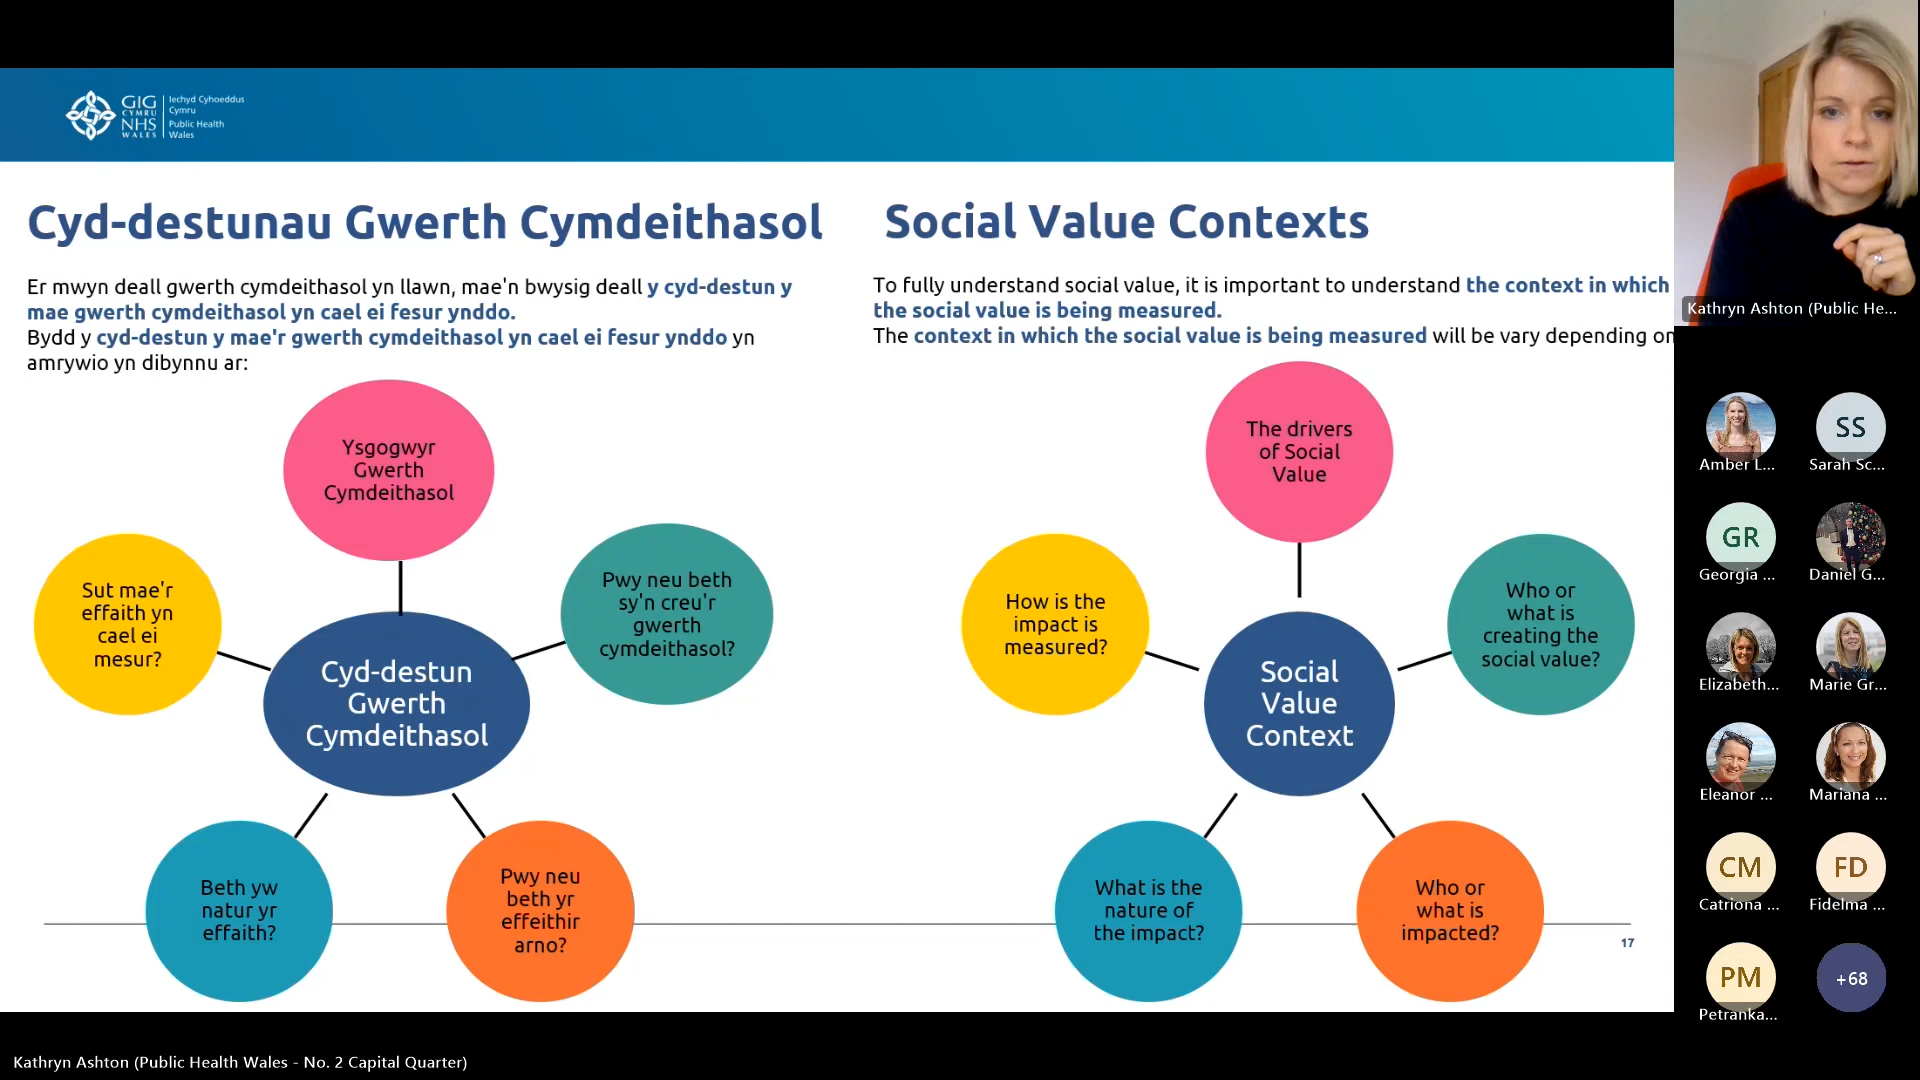 GIG
CYMRU
NHS
WALES
Iechyd Cyhoeddus
Cymru
Public Health
Wales
Cyd-destunau Gwerth Cymdeithasol
Er mwyn deall gwerth cymdeithasol yn llawn, mae'n bwysig deall y cyd-destun y
mae gwerth cymdeithasol yn cael ei fesur ynddo.
Bydd y cyd-destun y mae'r gwerth cymdeithasol yn cael ei fesur ynddo yn
amrywio yn dibynnu ar:
Ysgogwyr
Gwerth
Cymdeithasol
Sut mae'r
effaith yn
cael ei
mesur?
Pwy neu beth
sy'n creu'r
gwerth
cymdeithasol?
Cyd-destun
Gwerth
Cymdeithasol
Beth yw
natur yr
effaith?
Pwy neu
beth yr
effeithir
arno?
Social Value Contexts
To fully understand social value, it is important to understand the context in which
the social value is being measured.
The context in which the social value is being measured will be vary depending on
The drivers
of Social
Value
How is the
impact is
measured?
Who or
what is
creating the
social value?
Social
Value
Context
What is the
nature of
the impact?
Who or
what is
impacted?
17
Kathryn Ashton (Public He...
Amber L...
SS
Sarah Sc...
GR
Georgia ...
Daniel G...
Elizabeth...
Marie Gr...
Eleanor ...
Mariana ...
CM
Catriona ...
FD
Fidelma ...
PM
Petranka...
+68
Kathryn Ashton (Public Health Wales - No. 2 Capital Quarter)